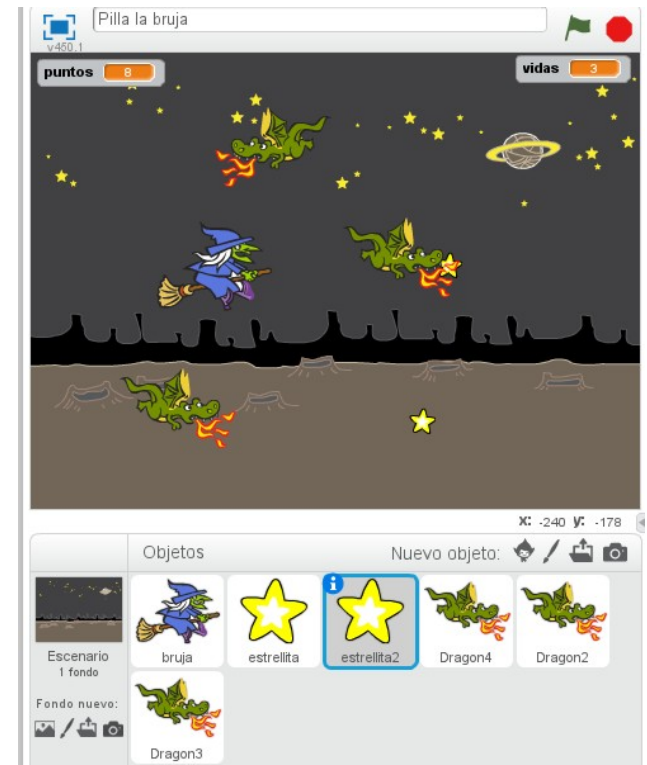 Pilla la bruja
v450.1
puntos 8
vidas 3
X: -240 y: -178
Objetos
Nuevo objeto:
Escenario
1 fondo
Fondo nuevo:
bruja
estrellita
estrellita2
Dragon4
Dragon2
Dragon3